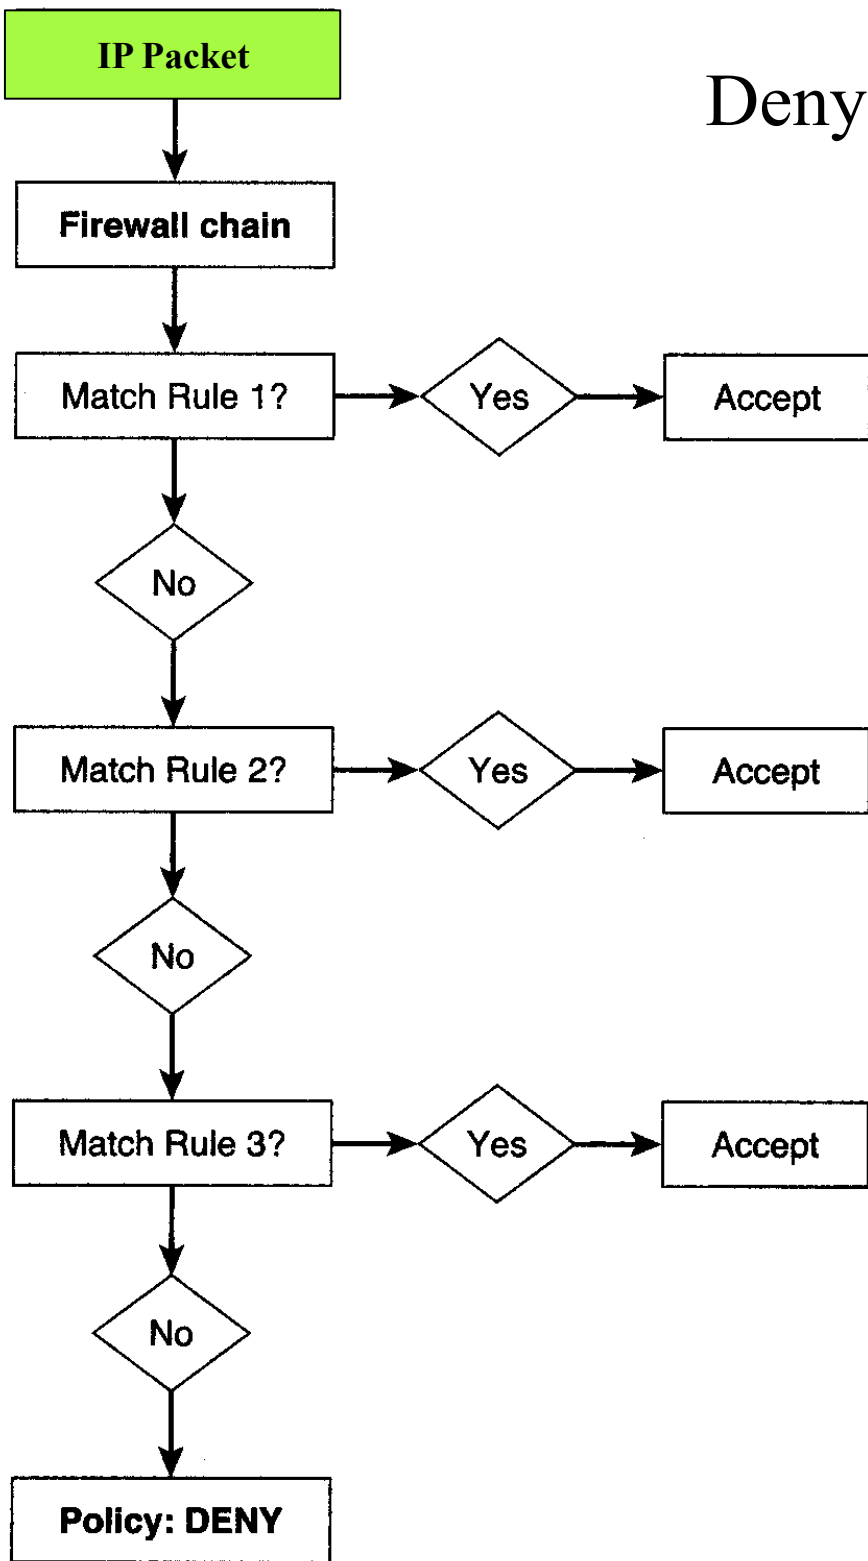 IP Packet
Deny
Firewall chain
Match Rule 1?
Yes
Accept
No
Match Rule 2?
Yes
Accept
No
Match Rule 3?
Yes
Accept
No
Policy: DENY